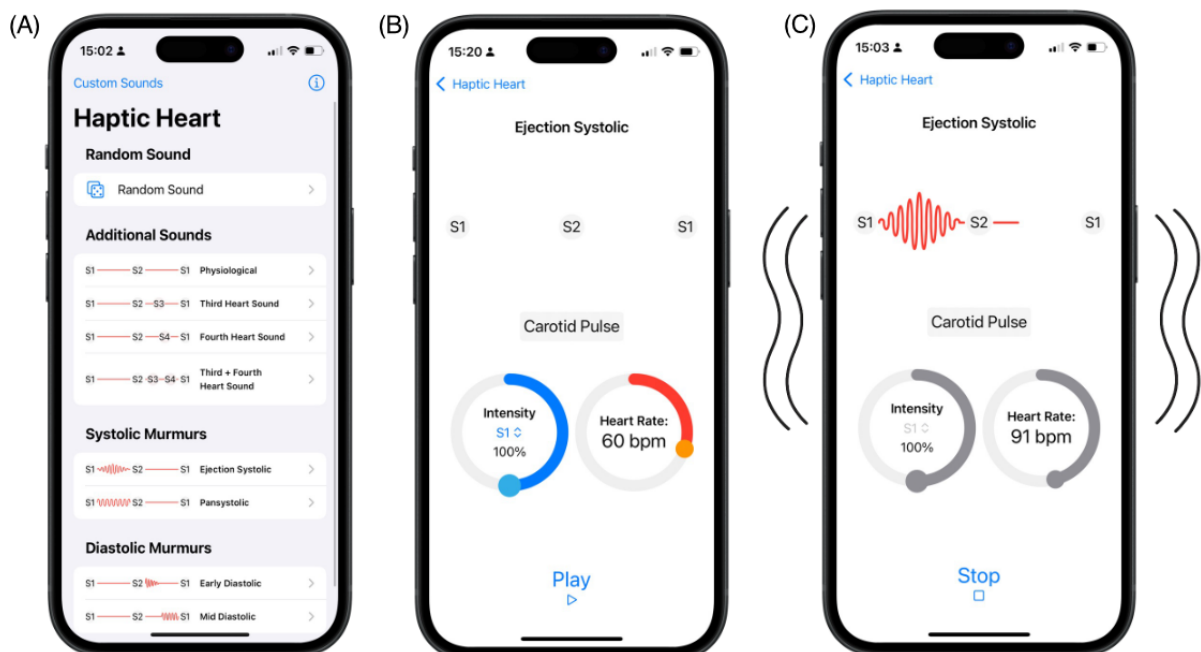 (A)
15:02
Custom Sounds
Haptic Heart
Random Sound
Random Sound
Additional Sounds
S1 S2 S1 Physiological
S1 S2 S3 S1 Third Heart Sound
S1 S2 S4 S1 Fourth Heart Sound
S1 S2 S3 S4 S1 Third + Fourth
Heart Sound
Systolic Murmurs
S1 S2 S1 Ejection Systolic
S1 S2 S1 Pansystolic
Diastolic Murmurs
S1 S2 S1 Early Diastolic
S1 S2 S1 Mid Diastolic
(B)
15:20
Haptic Heart
Ejection Systolic
S1 S2 S1
Carotid Pulse
Intensity
S1
100%
Heart Rate:
60 bpm
Play
(C)
15:03
Haptic Heart
Ejection Systolic
S1 S2 S1
Carotid Pulse
Intensity
S1
100%
Heart Rate:
91 bpm
Stop